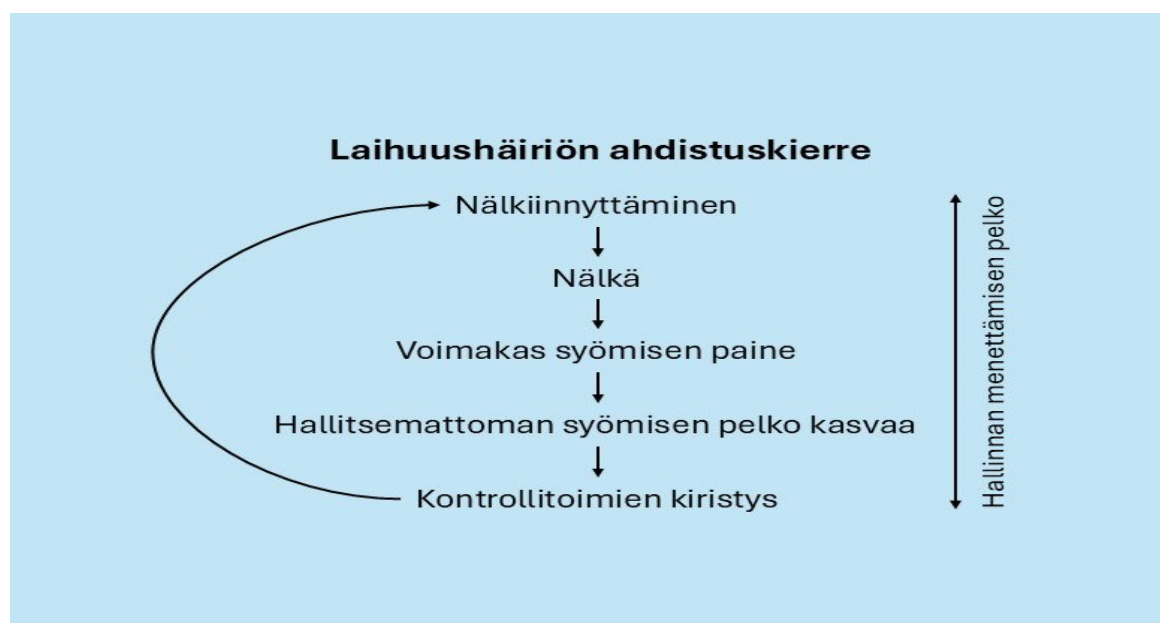 Laihuushäiriön ahdistuskierre
Nälkiinnyttäminen
Nälkä
Voimakas syömisen paine
Hallitsemattoman syömisen pelko kasvaa
Kontrollitoimien kiristys
Hallinnan menettämisen pelko